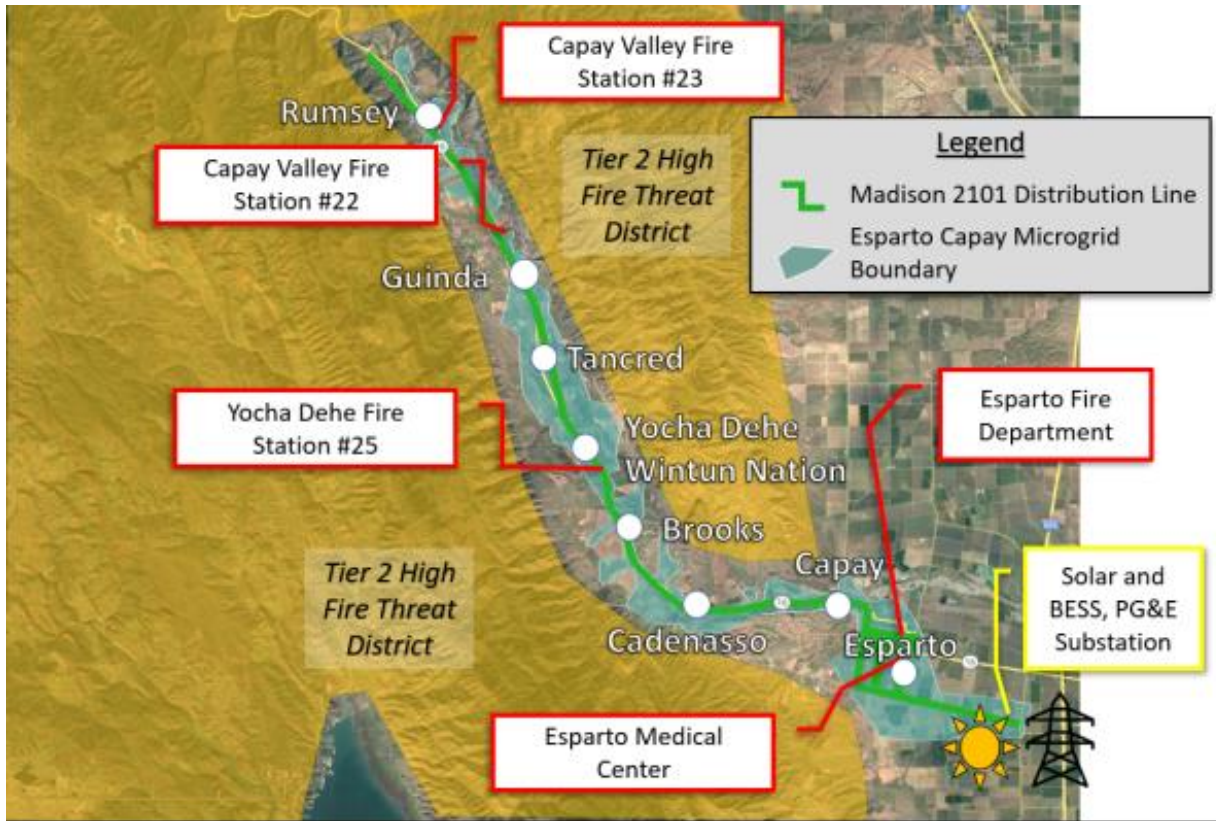 Capay Valley Fire
Station #23
Rumsey
Capay Valley Fire
Station #22
Tier 2 High
Fire Threat
District
Legend
Madison 2101 Distribution Line
Esparto Capay Microgrid
Boundary
Guinda
Tancred
Yocha Dehe Fire
Station #25
Yocha Dehe
Wintun Nation
Esparto Fire
Department
Brooks
Tier 2 High
Fire Threat
District
Capay
Solar and
BESS, PG&E
Substation
Cadenasso
16
Esparto
16
Esparto Medical
Center